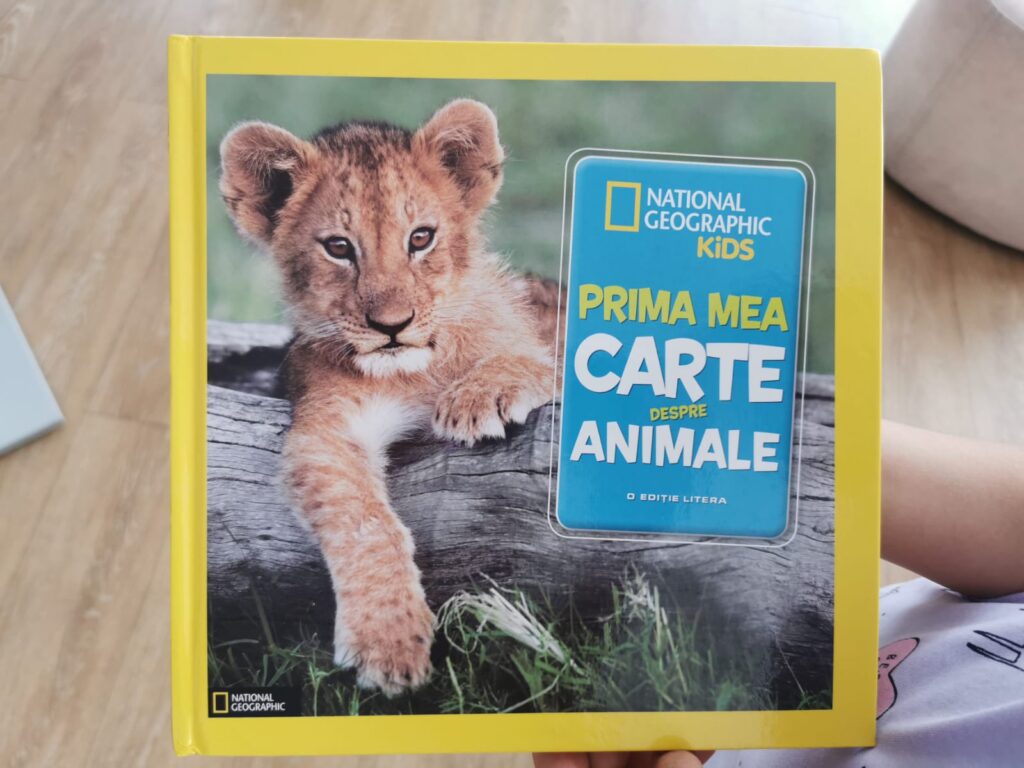 NATIONAL
GEOGRAPHIC
KiDS
PRIMA MEA
CARTE
DESPRE
ANIMALE
O EDIȚIE LITERA
NATIONAL
GEOGRAPHIC